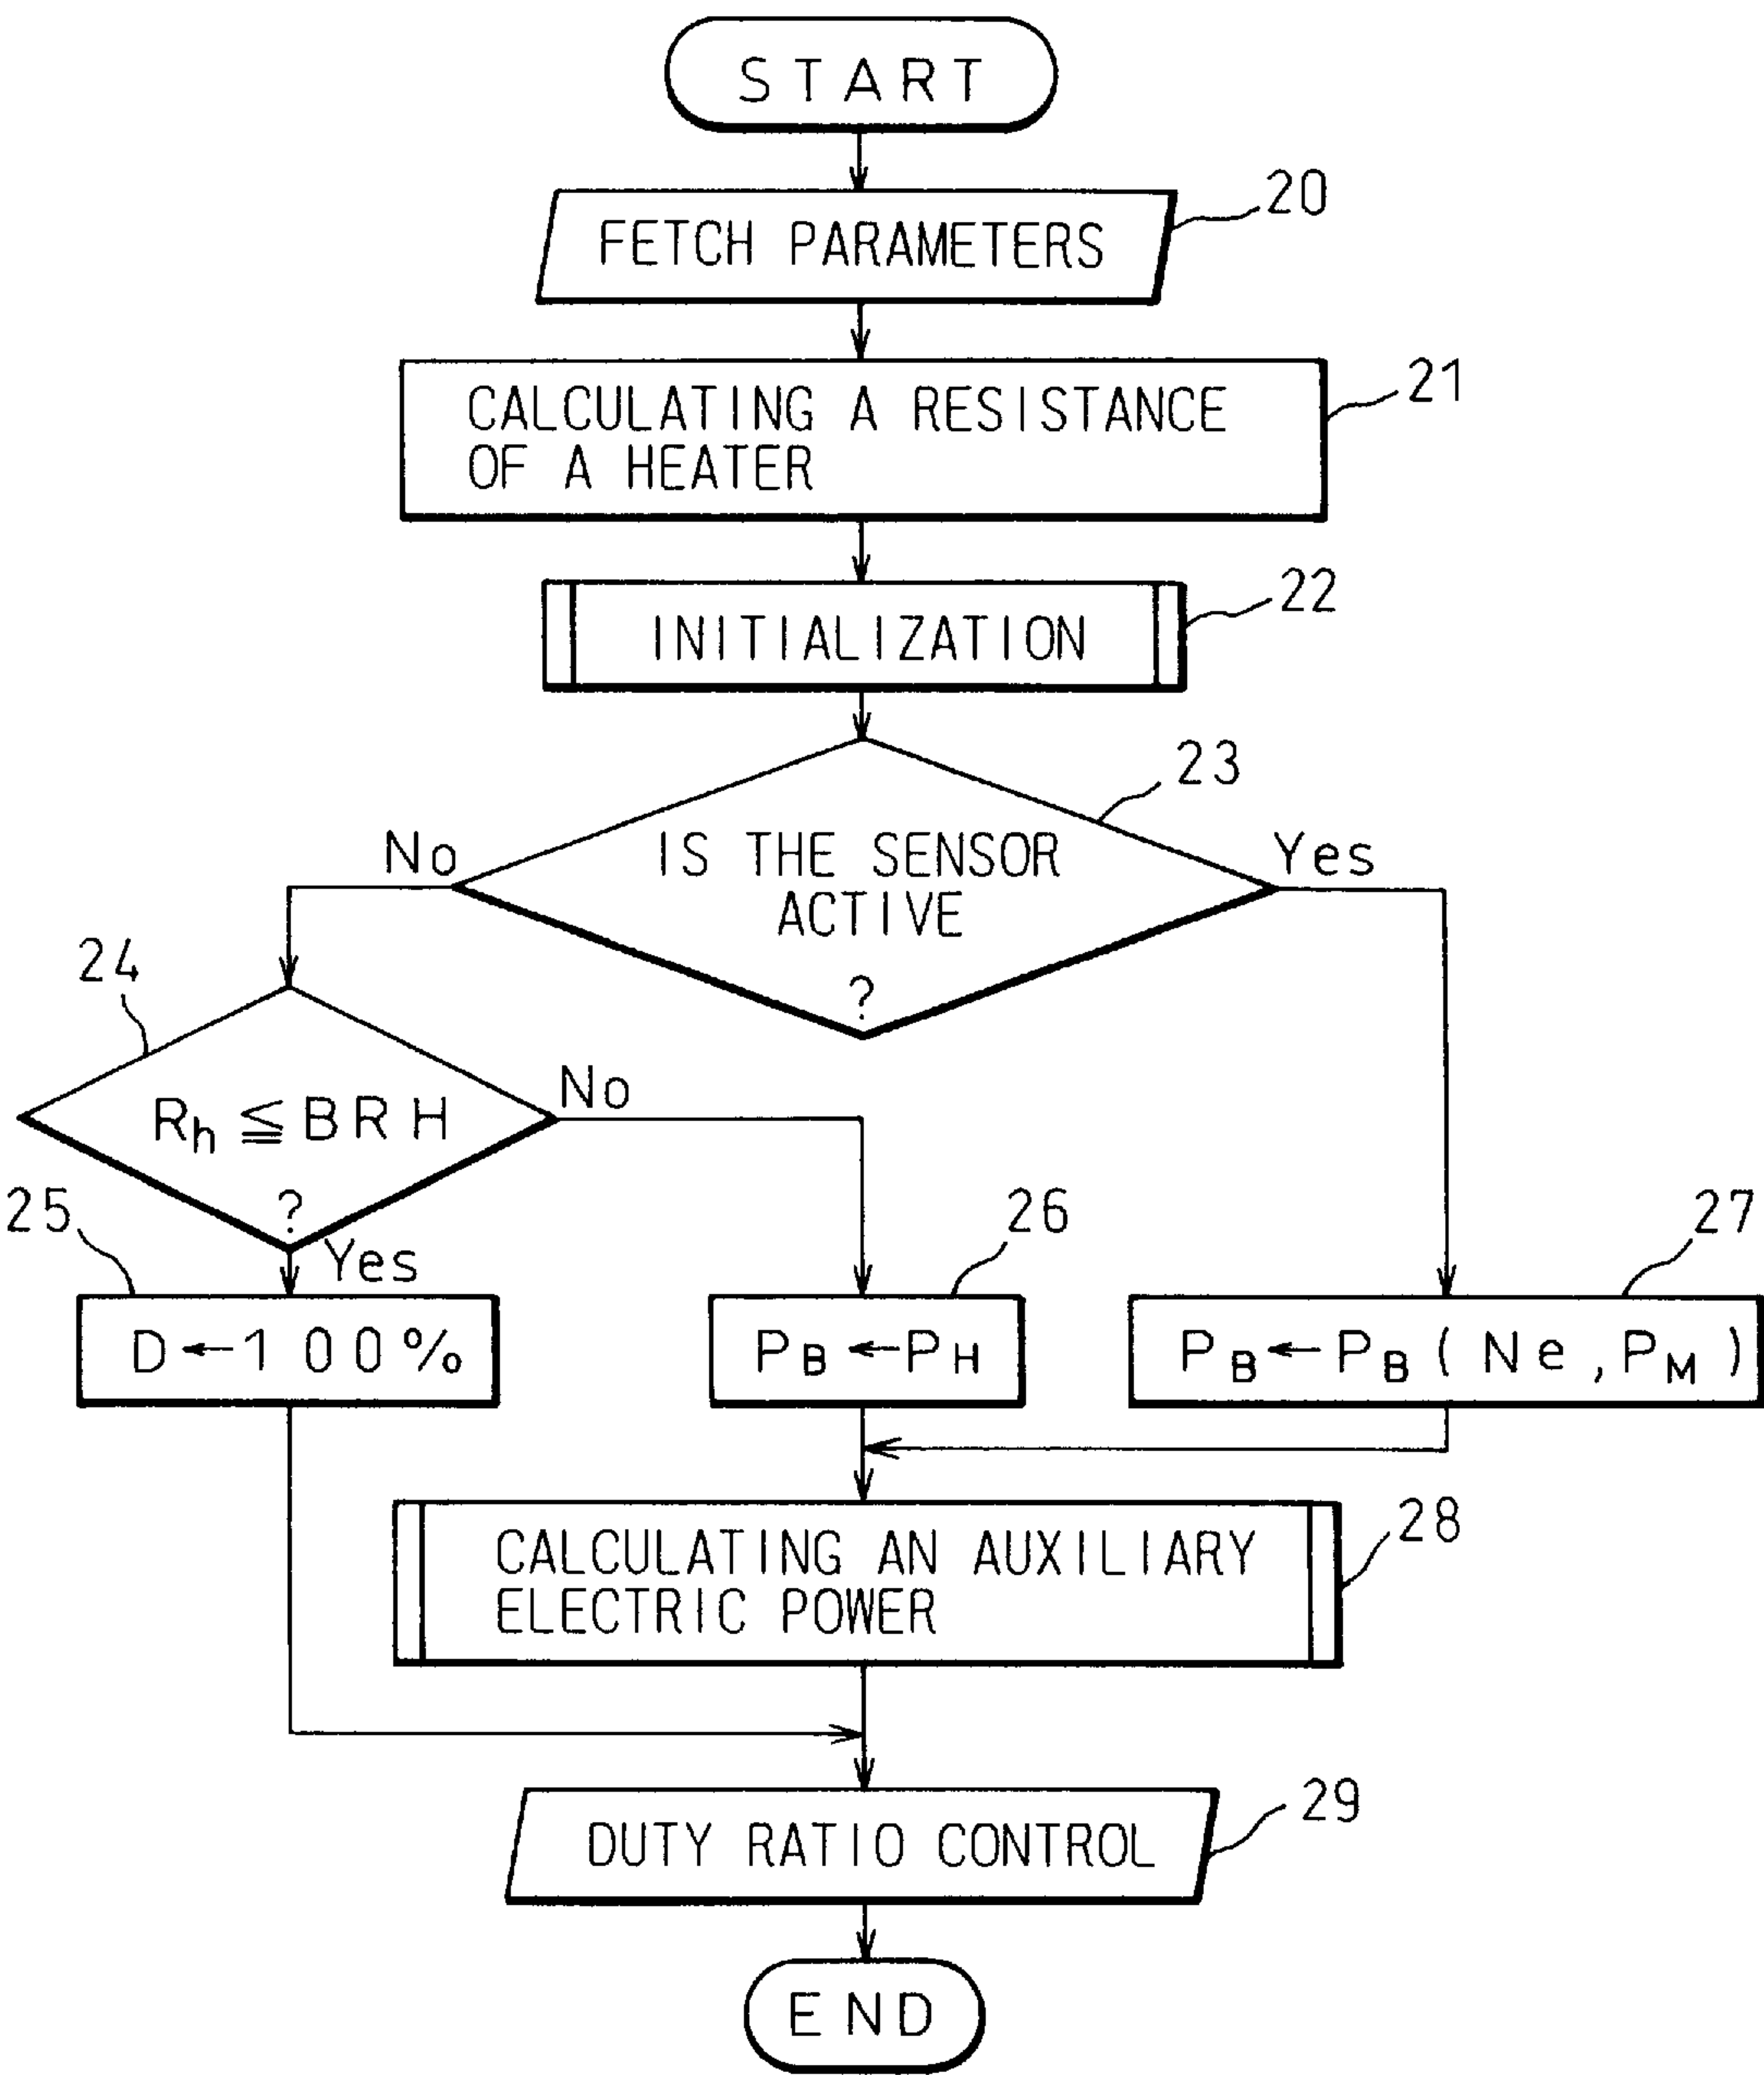 START
20
FETCH PARAMETERS
21
CALCULATING A RESISTANCE
OF A HEATER
22
INITIALIZATION
23
No
IS THE SENSOR
ACTIVE
?
Yes
24
Rh ≦ BRH
?
No
Yes
25
D←100%
26
PB←PH
27
PB←PB(Ne,PM)
28
CALCULATING AN AUXILIARY
ELECTRIC POWER
29
DUTY RATIO CONTROL
END